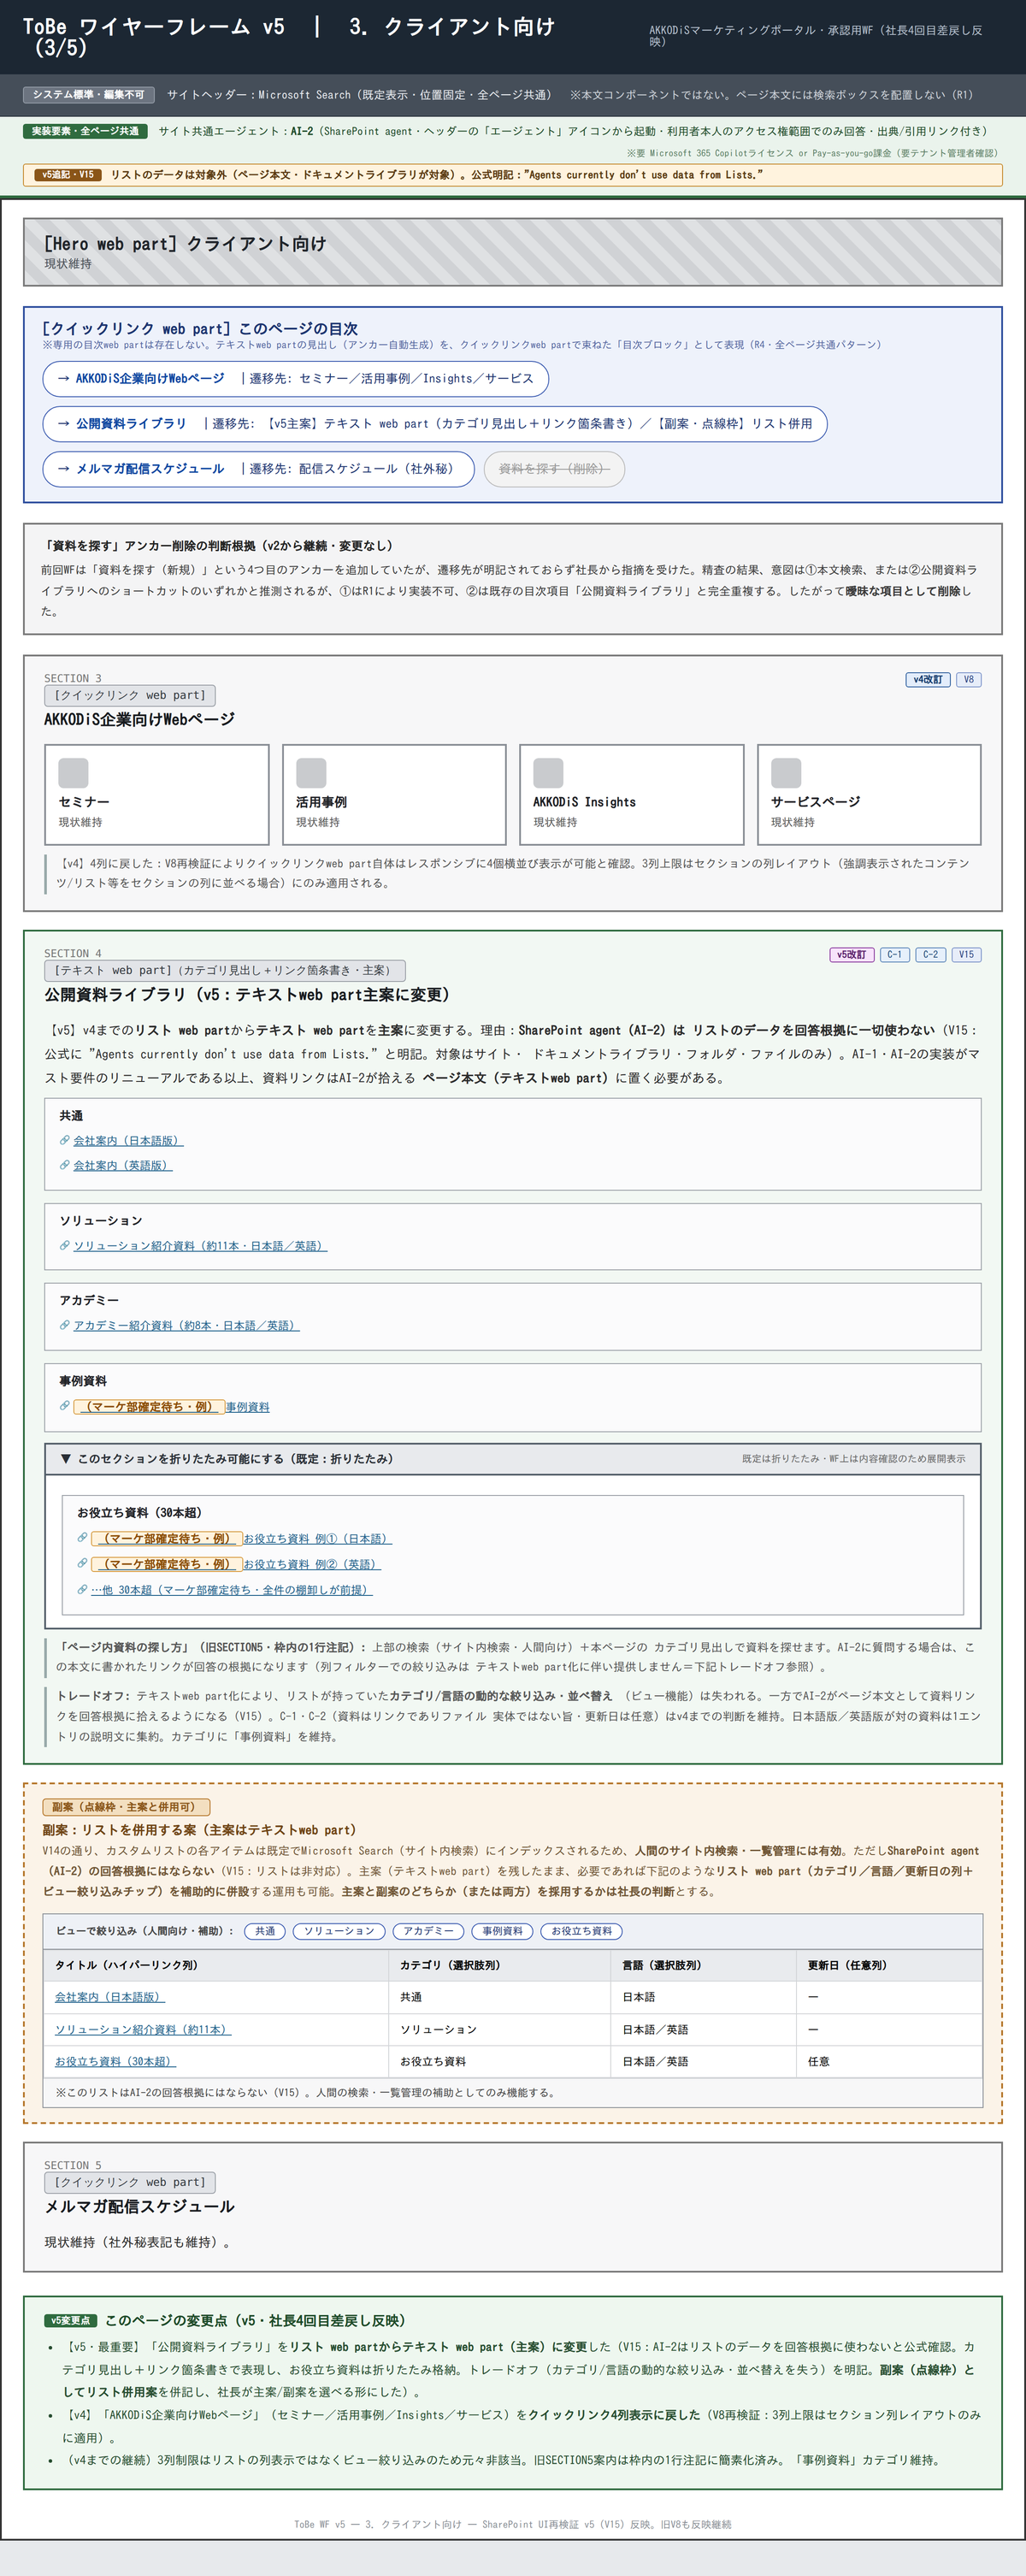 ToBe ワイヤーフレーム v5 ｜ 3. クライアント向け
（3/5）
AKKODiSマーケティングポータル・承認用WF（社長4回目差戻し反
映）
システム標準・編集不可 サイトヘッダー：Microsoft Search（既定表示・位置固定・全ページ共通） ※本文コンポーネントではない。ページ本文には検索ボックスを配置しない（R1）
実装要素・全ページ共通 サイト共通エージェント：AI-2（SharePoint agent・ヘッダーの「エージェント」アイコンから起動・利用者本人のアクセス権範囲でのみ回答・出典/引用リンク付き）
※要 Microsoft 365 Copilotライセンス or Pay-as-you-go課金（要テナント管理者確認）
v5追記・V15 リストのデータは対象外（ページ本文・ドキュメントライブラリが対象）。公式明記："Agents currently don't use data from Lists."
[Hero web part] クライアント向け
現状維持
[クイックリンク web part] このページの目次
※専用の目次web partは存在しない。テキストweb partの見出し（アンカー自動生成）を、クイックリンクweb partで束ねた「目次ブロック」として表現（R4・全ページ共通パターン）
→ AKKODiS企業向けWebページ ｜遷移先: セミナー／活用事例／Insights／サービス
→ 公開資料ライブラリ ｜遷移先: 【v5主案】テキスト web part（カテゴリ見出し＋リンク箇条書き）／【副案・点線枠】リスト併用
→ メルマガ配信スケジュール ｜遷移先: 配信スケジュール（社外秘） 資料を探す（削除）
「資料を探す」アンカー削除の判断根拠（v2から継続・変更なし）
前回WFは「資料を探す（新規）」という4つ目のアンカーを追加していたが、遷移先が明記されておらず社長から指摘を受けた。精査の結果、意図は①本文検索、または②公開資料ラ
イブラリへのショートカットのいずれかと推測されるが、①はR1により実装不可、②は既存の目次項目「公開資料ライブラリ」と完全重複する。したがって曖昧な項目として削除し
た。
SECTION 3
v4改訂 V8
[クイックリンク web part]
AKKODiS企業向けWebページ
セミナー
現状維持
活用事例
現状維持
AKKODiS Insights
現状維持
サービスページ
現状維持
【v4】4列に戻した：V8再検証によりクイックリンクweb part自体はレスポンシブに4個横並び表示が可能と確認。3列上限はセクションの列レイアウト（強調表示されたコンテン
ツ/リスト等をセクションの列に並べる場合）にのみ適用される。
SECTION 4
v5改訂 C-1 C-2 V15
[テキスト web part]（カテゴリ見出し＋リンク箇条書き・主案）
公開資料ライブラリ（v5：テキストweb part主案に変更）
【v5】v4までのリスト web partからテキスト web partを主案に変更する。理由：SharePoint agent（AI-2）は リストのデータを回答根拠に一切使わない（V15：
公式に "Agents currently don't use data from Lists." と明記。対象はサイト・ ドキュメントライブラリ・フォルダ・ファイルのみ）。AI-1・AI-2の実装がマ
スト要件のリニューアルである以上、資料リンクはAI-2が拾える ページ本文（テキストweb part）に置く必要がある。
共通
🔗 会社案内（日本語版）
🔗 会社案内（英語版）
ソリューション
🔗 ソリューション紹介資料（約11本・日本語／英語）
アカデミー
🔗 アカデミー紹介資料（約8本・日本語／英語）
事例資料
🔗 （マーケ部確定待ち・例） 事例資料
▼ このセクションを折りたたみ可能にする（既定：折りたたみ） 既定は折りたたみ・WF上は内容確認のため展開表示
お役立ち資料（30本超）
🔗 （マーケ部確定待ち・例） お役立ち資料 例①（日本語）
🔗 （マーケ部確定待ち・例） お役立ち資料 例②（英語）
🔗 …他 30本超（マーケ部確定待ち・全件の棚卸しが前提）
「ページ内資料の探し方」（旧SECTION5・枠内の1行注記）: 上部の検索（サイト内検索・人間向け）＋本ページの カテゴリ見出しで資料を探せます。AI-2に質問する場合は、こ
の本文に書かれたリンクが回答の根拠になります（列フィルターでの絞り込みは テキストweb part化に伴い提供しません＝下記トレードオフ参照）。
トレードオフ: テキストweb part化により、リストが持っていたカテゴリ/言語の動的な絞り込み・並べ替え （ビュー機能）は失われる。一方でAI-2がページ本文として資料リン
クを回答根拠に拾えるようになる（V15）。C-1・C-2（資料はリンクでありファイル 実体ではない旨・更新日は任意）はv4までの判断を維持。日本語版／英語版が対の資料は1エン
トリの説明文に集約。カテゴリに「事例資料」を維持。
副案（点線枠・主案と併用可）
副案：リストを併用する案（主案はテキストweb part）
V14の通り、カスタムリストの各アイテムは既定でMicrosoft Search（サイト内検索）にインデックスされるため、人間のサイト内検索・一覧管理には有効。ただしSharePoint agent
（AI-2）の回答根拠にはならない（V15：リストは非対応）。主案（テキストweb part）を残したまま、必要であれば下記のようなリスト web part（カテゴリ／言語／更新日の列＋
ビュー絞り込みチップ）を補助的に併設する運用も可能。主案と副案のどちらか（または両方）を採用するかは社長の判断とする。
ビューで絞り込み（人間向け・補助）: 共通 ソリューション アカデミー 事例資料 お役立ち資料
タイトル（ハイパーリンク列） カテゴリ（選択肢列） 言語（選択肢列） 更新日（任意列）
会社案内（日本語版） 共通 日本語 —
ソリューション紹介資料（約11本） ソリューション 日本語／英語 —
お役立ち資料（30本超） お役立ち資料 日本語／英語 任意
※このリストはAI-2の回答根拠にはならない（V15）。人間の検索・一覧管理の補助としてのみ機能する。
SECTION 5
[クイックリンク web part]
メルマガ配信スケジュール
現状維持（社外秘表記も維持）。
v5変更点 このページの変更点（v5・社長4回目差戻し反映）
• 【v5・最重要】「公開資料ライブラリ」をリスト web partからテキスト web part（主案）に変更した（V15：AI-2はリストのデータを回答根拠に使わないと公式確認。カ
テゴリ見出し＋リンク箇条書きで表現し、お役立ち資料は折りたたみ格納。トレードオフ（カテゴリ/言語の動的な絞り込み・並べ替えを失う）を明記。副案（点線枠）と
してリスト併用案を併記し、社長が主案/副案を選べる形にした）。
• 【v4】「AKKODiS企業向けWebページ」（セミナー／活用事例／Insights／サービス）をクイックリンク4列表示に戻した（V8再検証：3列上限はセクション列レイアウトのみ
に適用）。
• （v4までの継続）3列制限はリストの列表示ではなくビュー絞り込みのため元々非該当。旧SECTION5案内は枠内の1行注記に簡素化済み。「事例資料」カテゴリ維持。
ToBe WF v5 — 3. クライアント向け — SharePoint UI再検証 v5（V15）反映。旧V8も反映継続